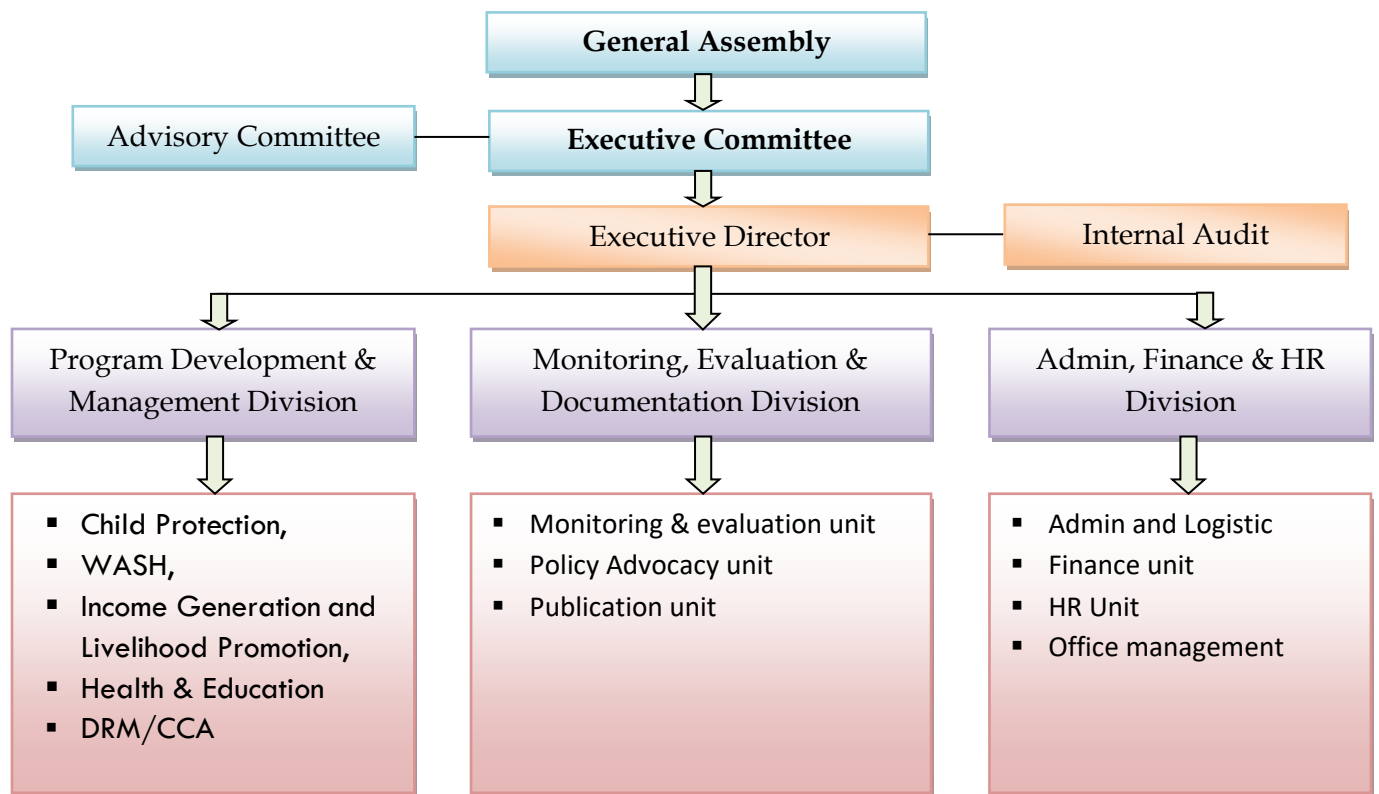 General Assembly
Advisory Committee
Executive Committee
Executive Director
Internal Audit
Program Development &
Management Division
Monitoring, Evaluation &
Documentation Division
Admin, Finance & HR
Division
▪ Child Protection,
▪ WASH,
▪ Income Generation and
Livelihood Promotion,
▪ Health & Education
▪ DRM/CCA
▪ Monitoring & evaluation unit
▪ Policy Advocacy unit
▪ Publication unit
▪ Admin and Logistic
▪ Finance unit
▪ HR Unit
▪ Office management